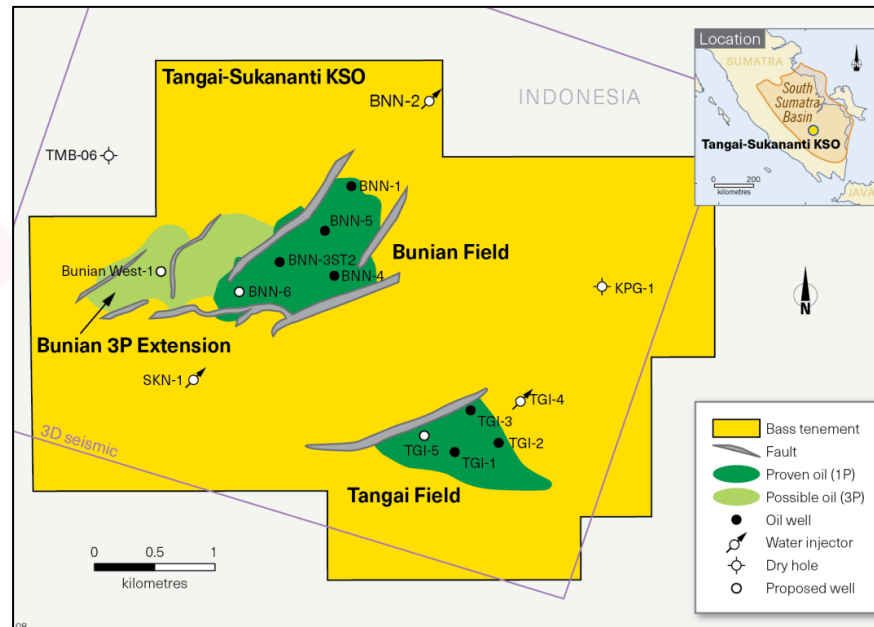 Tangai-Sukananti KSO
BNN-2
INDONESIA
TMB-06
BNN-1
BNN-5
Bunian Field
BNN-3ST2
BNN-4
Bunian West-1
BNN-6
KPG-1
N
Bunian 3P Extension
SKN-1
TGI-4
TGI-3
3D seismic
TGI-5
TGI-2
TGI-1
Tangai Field
0 0.5 1
kilometres
08
Location
SUMATRA
South
Sumatra
Basin
Tangai-Sukananti KSO
0 200
kilometres
JAVA
Bass tenement
Fault
Proven oil (1P)
Possible oil (3P)
Oil well
Water injector
Dry hole
Proposed well